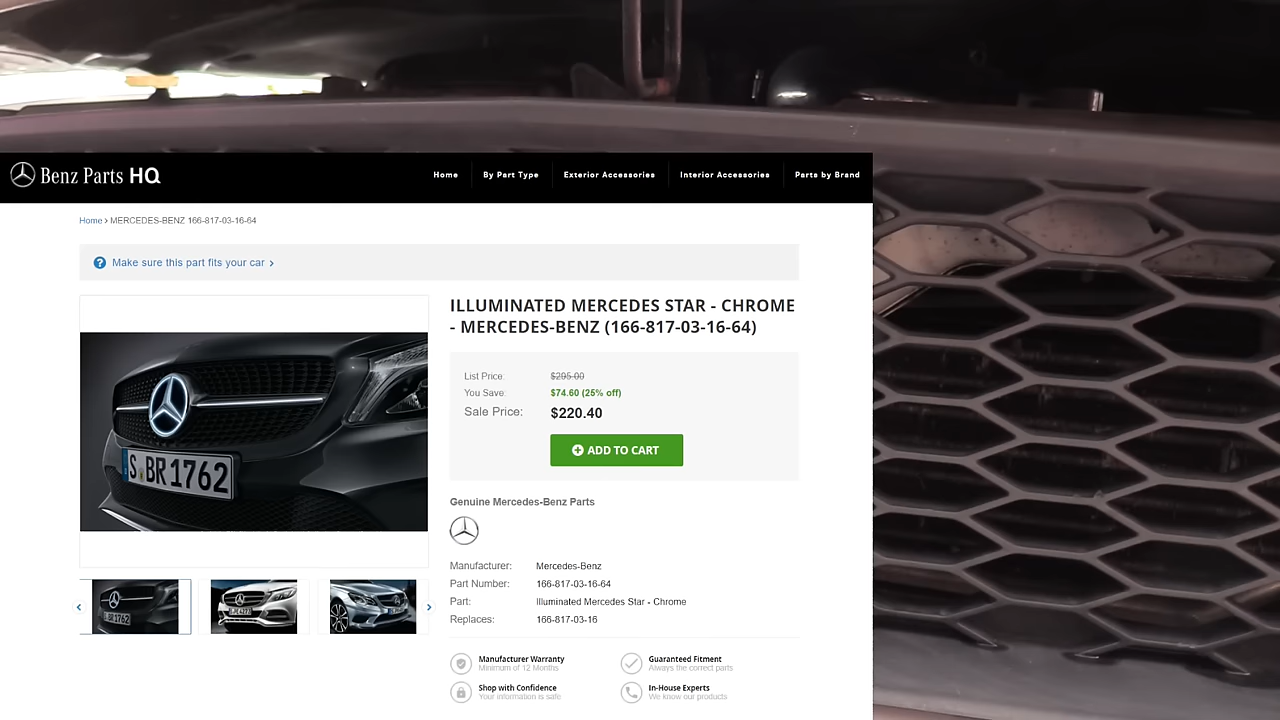 Benz Parts HQ
Home
By Part Type
Exterior Accessories
Interior Accessories
Parts by Brand
Home > MERCEDES-BENZ 166-817-03-16-64
? Make sure this part fits your car >
ILLUMINATED MERCEDES STAR - CHROME
- MERCEDES-BENZ (166-817-03-16-64)
List Price: $295.00
You Save: $74.60 (25% off)
Sale Price: $220.40
ADD TO CART
S BR 1762
Genuine Mercedes-Benz Parts
Manufacturer: Mercedes-Benz
Part Number: 166-817-03-16-64
Part: Illuminated Mercedes Star - Chrome
Replaces: 166-817-03-16
Manufacturer Warranty
Minimum of 12 Months
Guaranteed Fitment
Always the correct parts
Shop with Confidence
Your information is safe
In-House Experts
We know our products